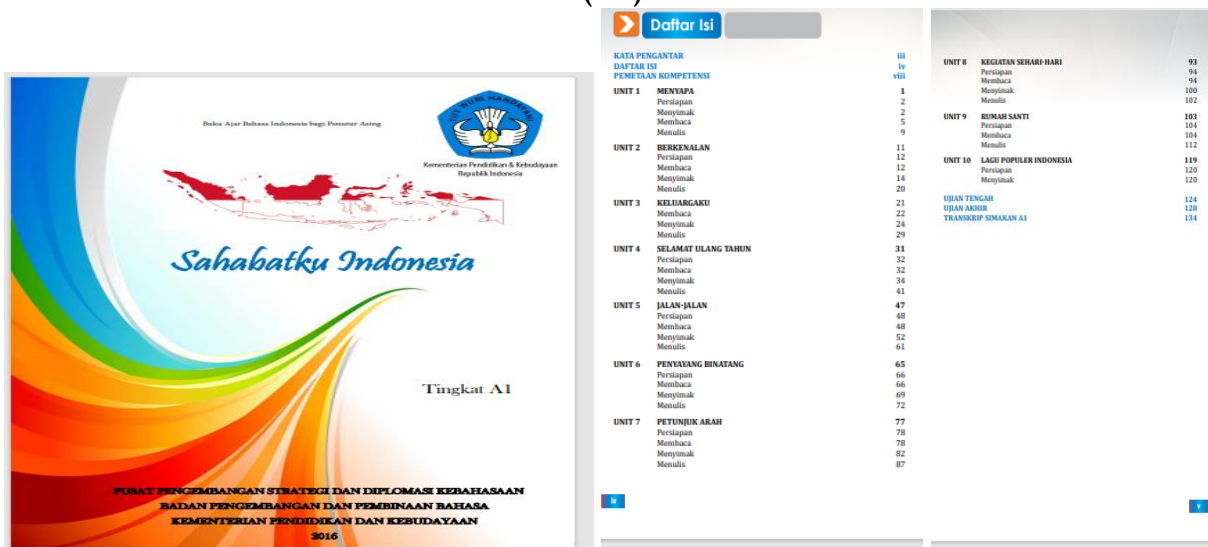 Buku Ajar Bahasa Indonesia bagi Penutur Asing
TUT WURI HANDAYANI
Kementerian Pendidikan & Kebudayaan
Republik Indonesia
Sahabatku Indonesia
Tingkat A1
PUSAT PENGEMBANGAN STRATEGI DAN DIPLOMASI KEBAHASAAN
BADAN PENGEMBANGAN DAN PEMBINAAN BAHASA
KEMENTERIAN PENDIDIKAN DAN KEBUDAYAAN
2016
Daftar Isi
KATA PENGANTAR iii
DAFTAR ISI iv
PEMETAAN KOMPETENSI viii
UNIT 1 MENYAPA 1
Persiapan 2
Menyimak 2
Membaca 5
Menulis 9
UNIT 2 BERKENALAN 11
Persiapan 12
Membaca 12
Menyimak 14
Menulis 20
UNIT 3 KELUARGAKU 21
Membaca 22
Menyimak 24
Menulis 29
UNIT 4 SELAMAT ULANG TAHUN 31
Persiapan 32
Membaca 32
Menyimak 34
Menulis 41
UNIT 5 JALAN-JALAN 47
Persiapan 48
Membaca 48
Menyimak 52
Menulis 61
UNIT 6 PENYAYANG BINATANG 65
Persiapan 66
Membaca 66
Menyimak 69
Menulis 72
UNIT 7 PETUNJUK ARAH 77
Persiapan 78
Membaca 78
Menyimak 82
Menulis 87
iv
UNIT 8 KEGIATAN SEHARI-HARI 93
Persiapan 94
Membaca 94
Menyimak 100
Menulis 102
UNIT 9 RUMAH SANTI 103
Persiapan 104
Membaca 104
Menulis 112
UNIT 10 LAGU POPULER INDONESIA 119
Persiapan 120
Menyimak 120
UJIAN TENGAH 124
UJIAN AKHIR 128
TRANSKRIP SIMAKAN A1 134
v